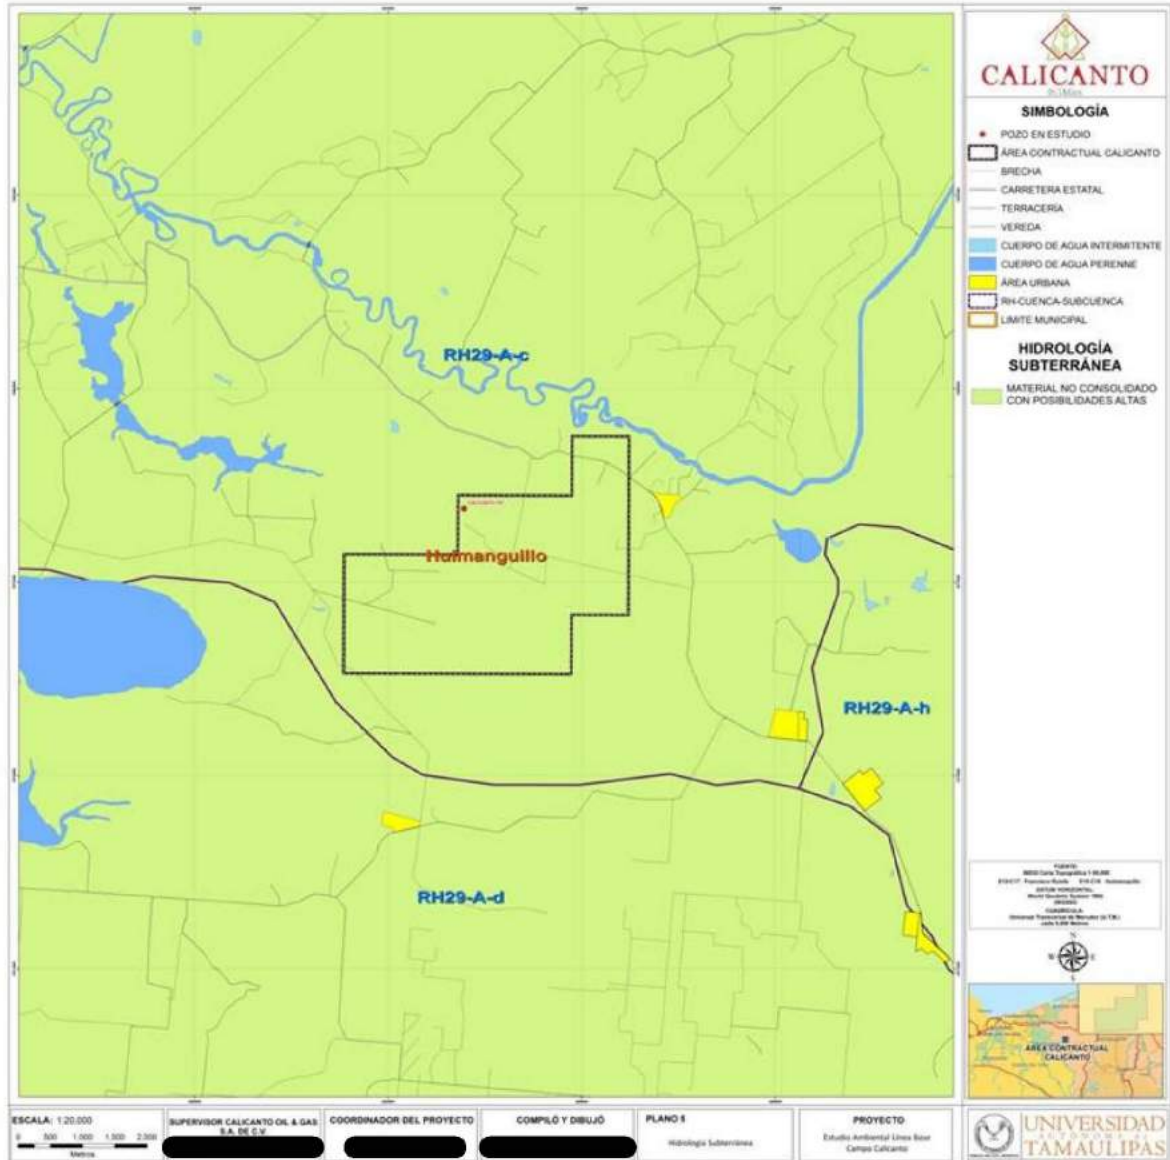 RH29-A-c
Huimanguillo
RH29-A-h
RH29-A-d
CALICANTO
SIMBOLOGÍA
POZO EN ESTUDIO
ÁREA CONTRACTUAL CALICANTO
BRECHA
CARRETERA ESTATAL
TERRACERÍA
VEREDA
CUERPO DE AGUA INTERMITENTE
CUERPO DE AGUA PERENNE
ÁREA URBANA
RH-CUENCA-SUBCUENCA
LIMITE MUNICIPAL
HIDROLOGÍA
SUBTERRÁNEA
MATERIAL NO CONSOLIDADO
CON POSIBILIDADES ALTAS
FUENTE:
N
W E
S
ÁREA CONTRACTUAL
CALICANTO
ESCALA: 1:20,000
0 500 1,000 1,500 2,000
Metros
SUPERVISOR CALICANTO OIL & GAS
S.A. DE C.V.
COORDINADOR DEL PROYECTO
COMPILÓ Y DIBUJÓ
PLANO 5
Hidrología Subterránea
PROYECTO
Estudio Ambiental Línea Base
Campo Calicanto
UNIVERSIDAD
AUTÓNOMA DE
TAMAULIPAS